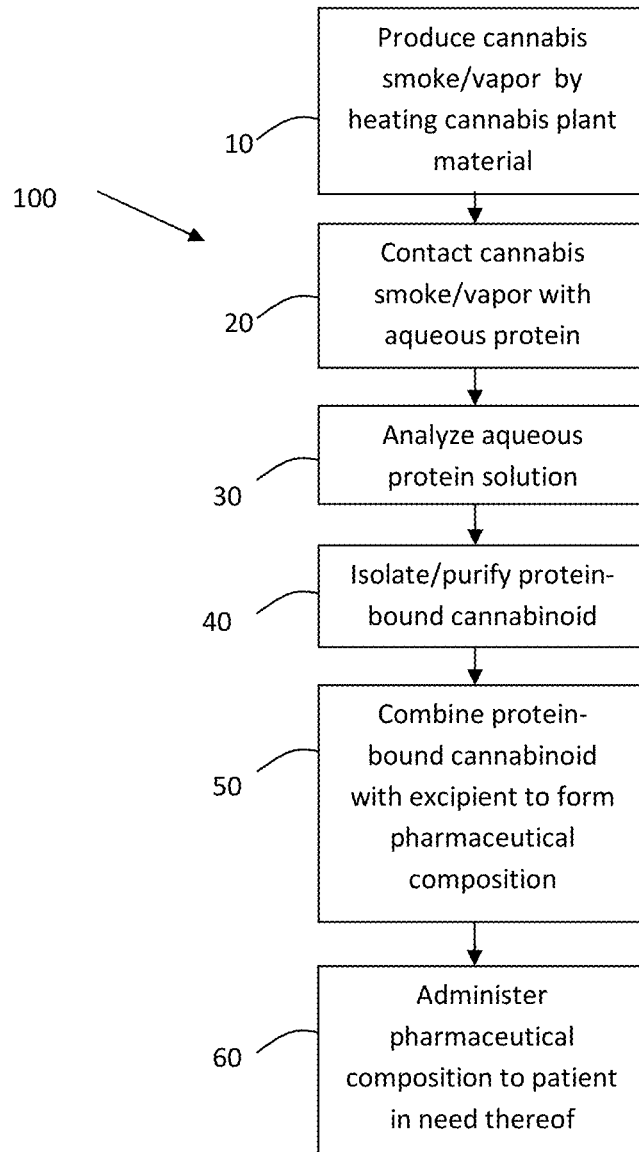 Produce cannabis
smoke/vapor by
heating cannabis plant
material
10
100
Contact cannabis
smoke/vapor with
aqueous protein
20
Analyze aqueous
protein solution
30
Isolate/purify protein-
bound cannabinoid
40
Combine protein-
bound cannabinoid
with excipient to form
pharmaceutical
composition
50
Administer
pharmaceutical
composition to patient
in need thereof
60